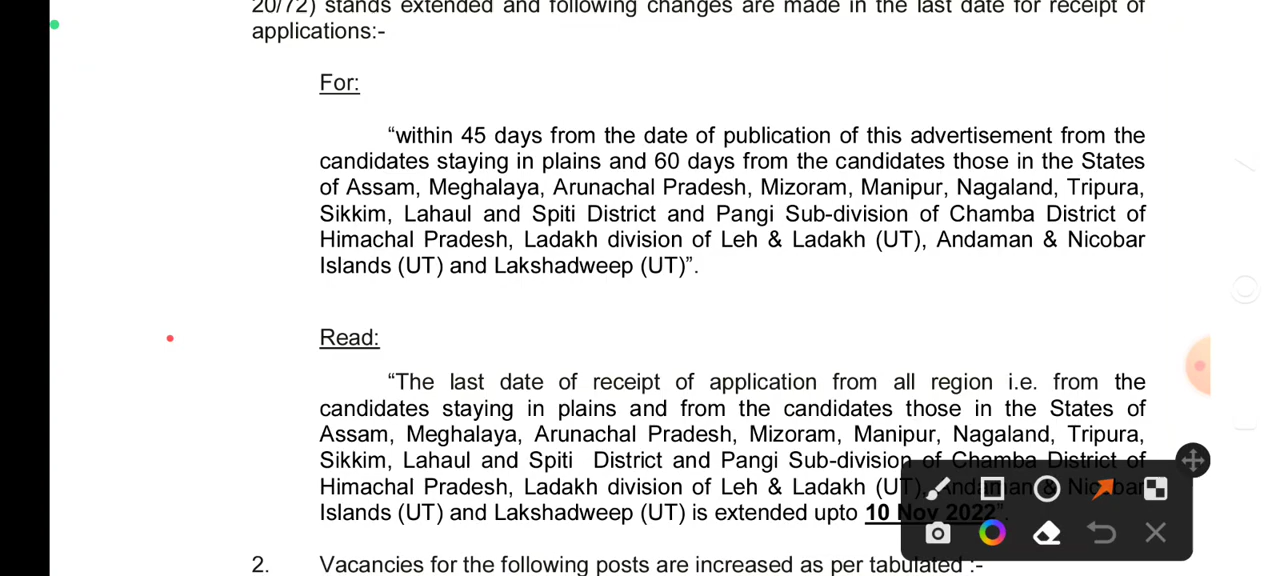 20/72) stands extended and following changes are made in the last date for receipt of
applications:-
For:
“within 45 days from the date of publication of this advertisement from the
candidates staying in plains and 60 days from the candidates those in the States
of Assam, Meghalaya, Arunachal Pradesh, Mizoram, Manipur, Nagaland, Tripura,
Sikkim, Lahaul and Spiti District and Pangi Sub-division of Chamba District of
Himachal Pradesh, Ladakh division of Leh & Ladakh (UT), Andaman & Nicobar
Islands (UT) and Lakshadweep (UT)”.
Read:
“The last date of receipt of application from all region i.e. from the
candidates staying in plains and from the candidates those in the States of
Assam, Meghalaya, Arunachal Pradesh, Mizoram, Manipur, Nagaland, Tripura,
Sikkim, Lahaul and Spiti District and Pangi Sub-division of Chamba District of
Himachal Pradesh, Ladakh division of Leh & Ladakh (UT), Andaman & Nicobar
Islands (UT) and Lakshadweep (UT) is extended upto 10 Nov 2022”.
2. Vacancies for the following posts are increased as per tabulated :-